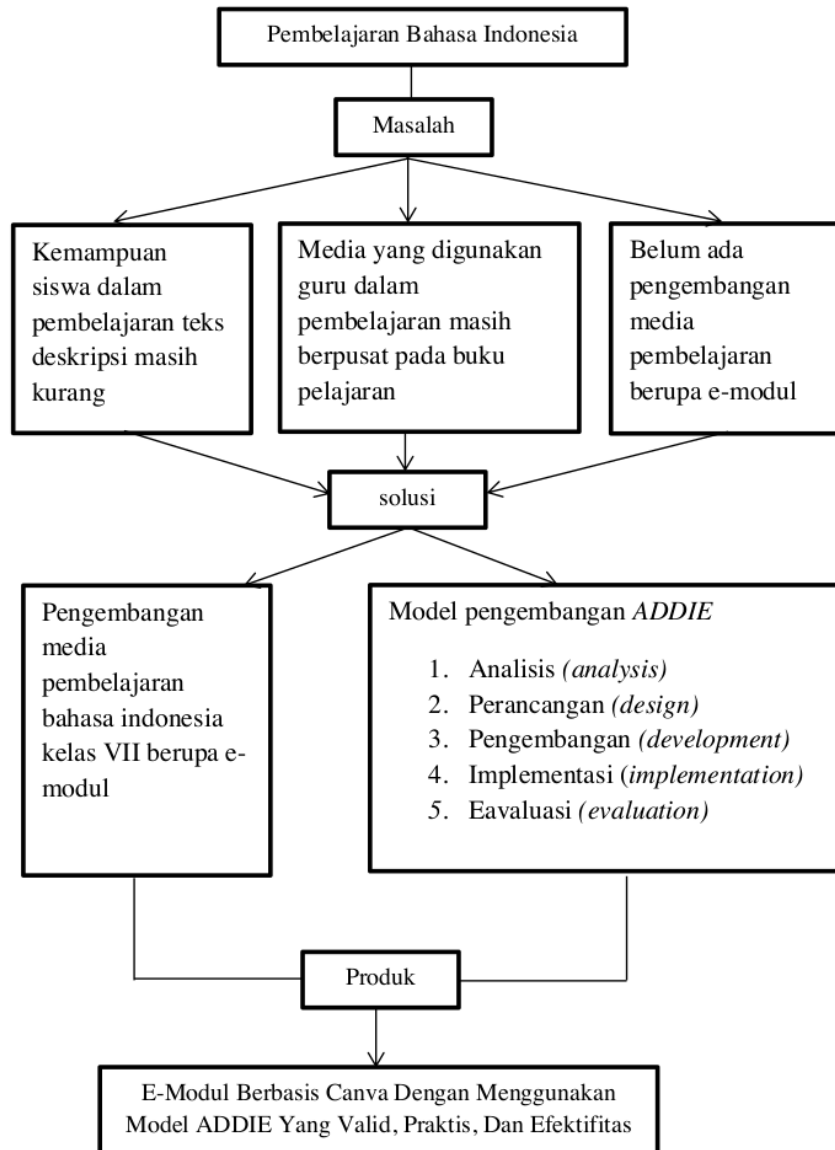 Pembelajaran Bahasa Indonesia
Masalah
Kemampuan
siswa dalam
pembelajaran teks
deskripsi masih
kurang
Media yang digunakan
guru dalam
pembelajaran masih
berpusat pada buku
pelajaran
Belum ada
pengembangan
media
pembelajaran
berupa e-modul
solusi
Pengembangan
media
pembelajaran
bahasa indonesia
kelas VII berupa e-
modul
Model pengembangan ADDIE
1. Analisis (analysis)
2. Perancangan (design)
3. Pengembangan (development)
4. Implementasi (implementation)
5. Eavaluasi (evaluation)
Produk
E-Modul Berbasis Canva Dengan Menggunakan
Model ADDIE Yang Valid, Praktis, Dan Efektifitas